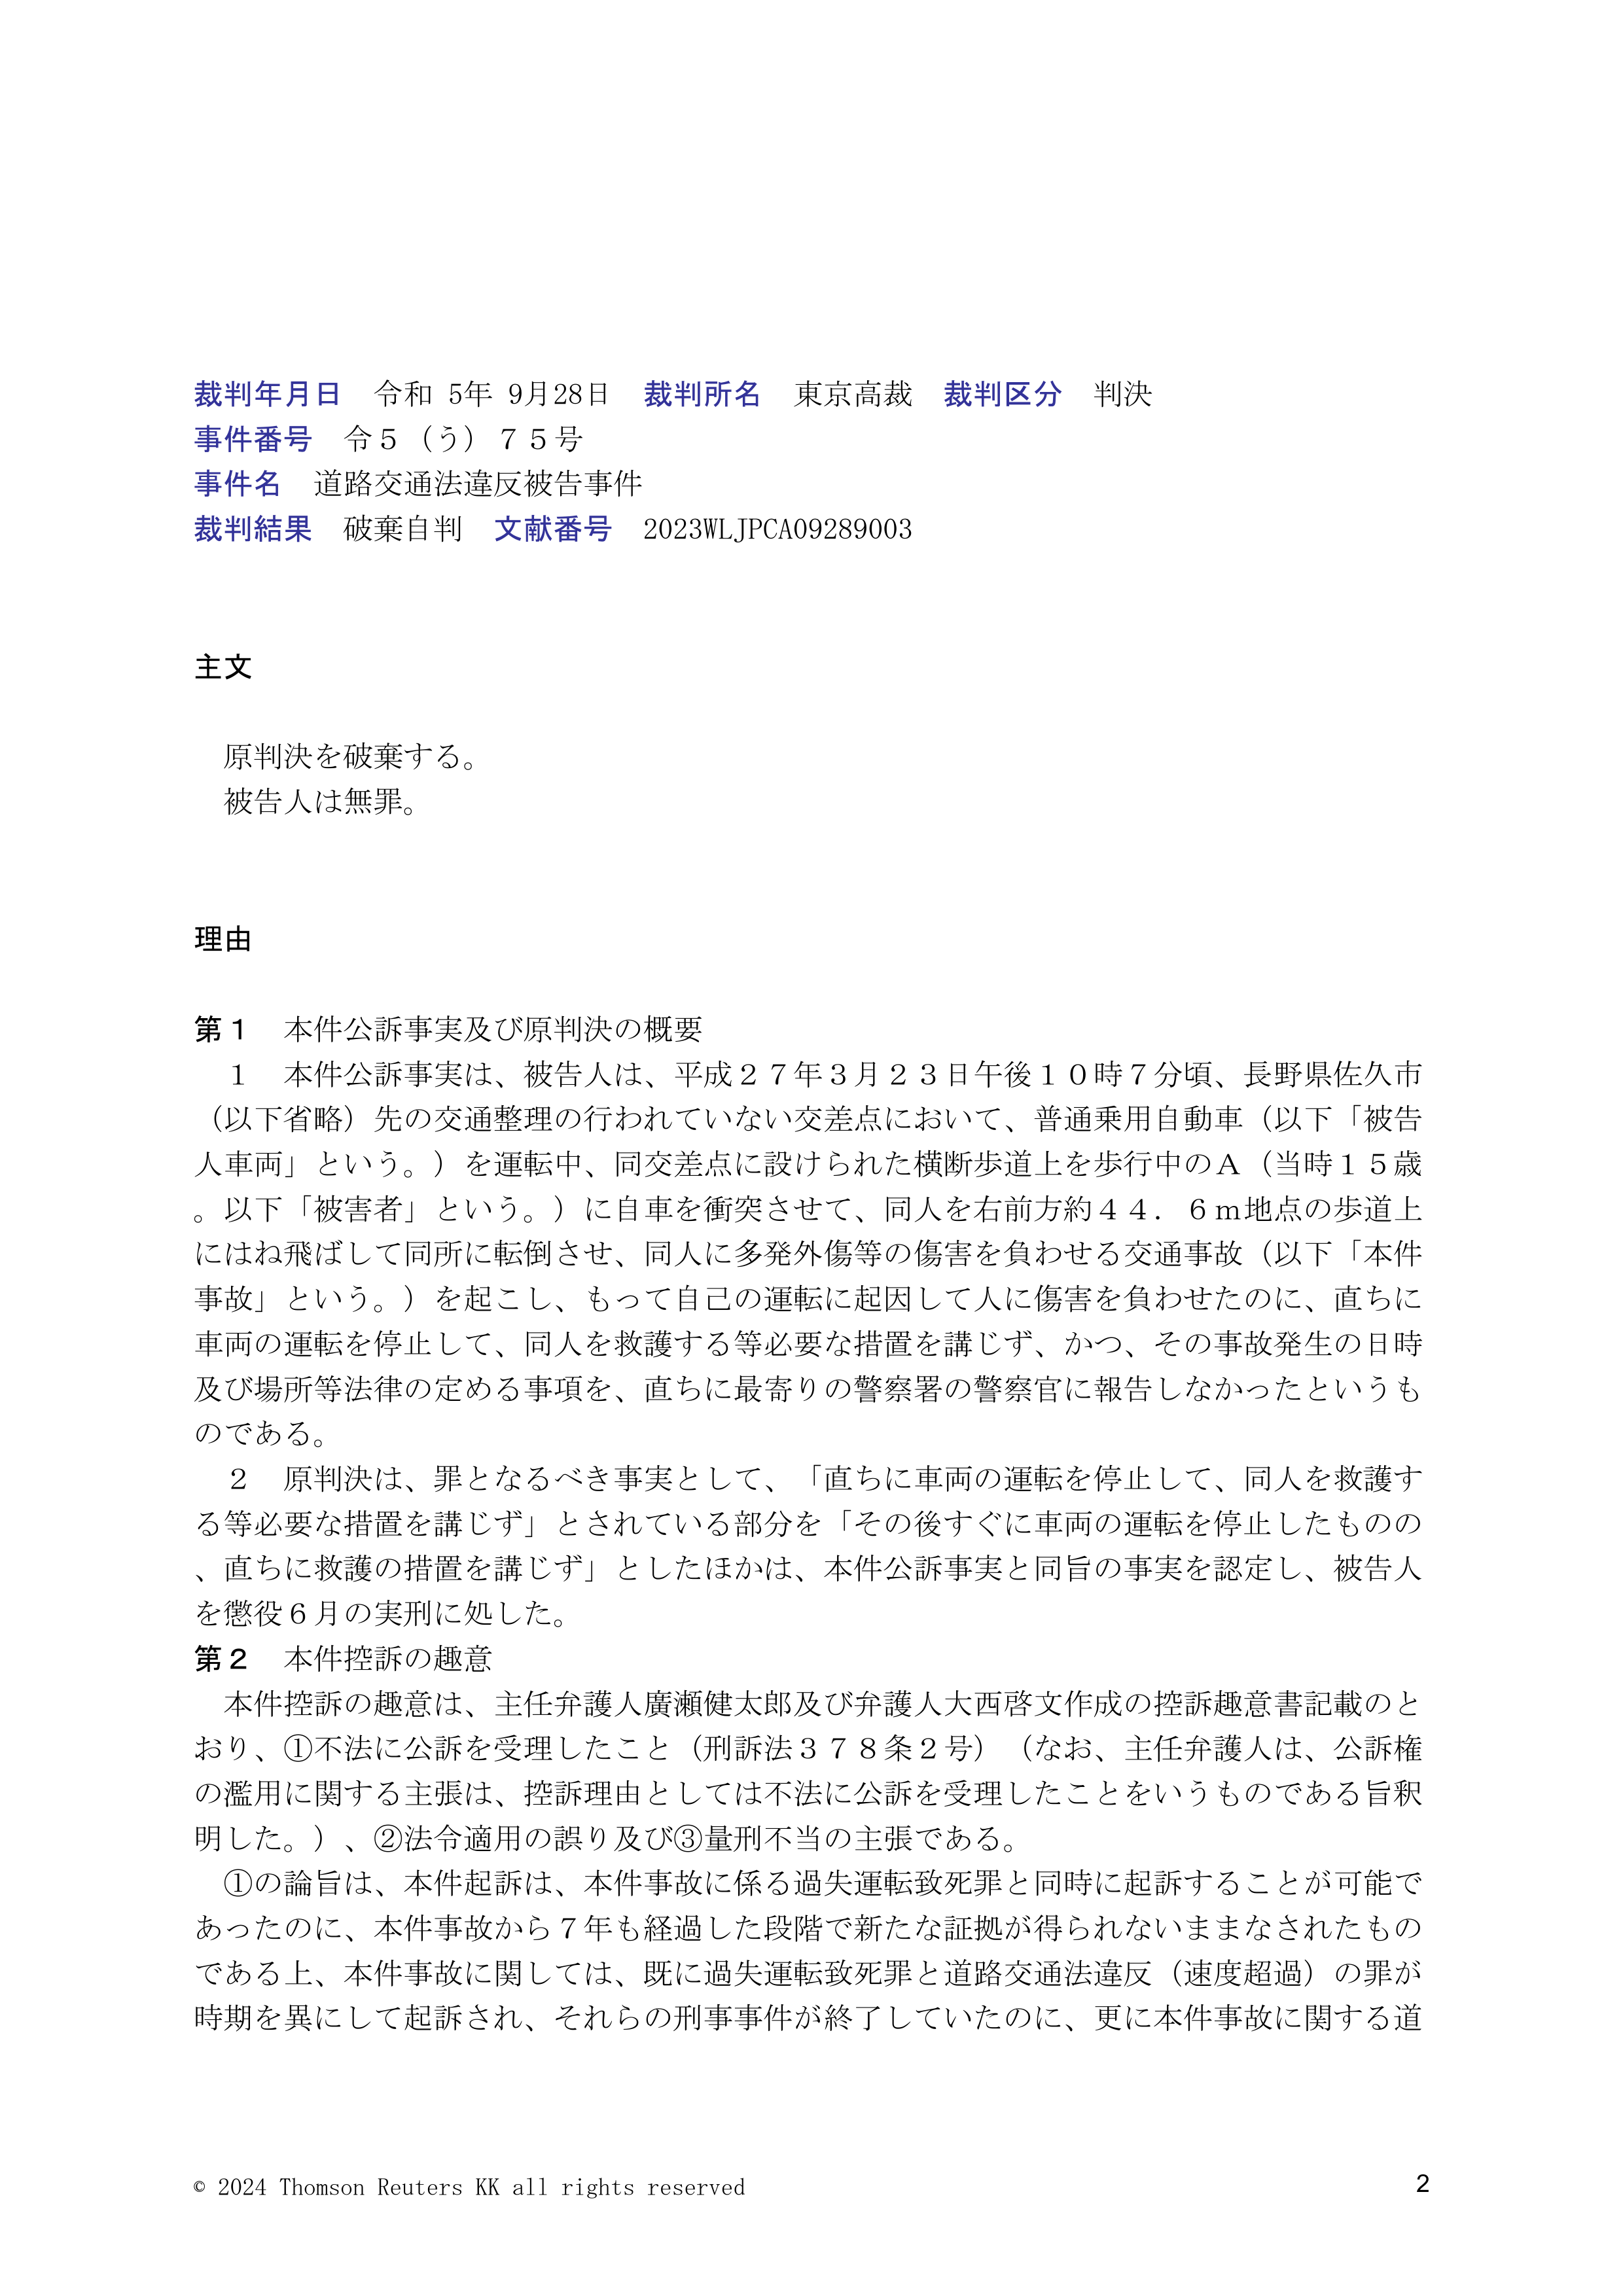 裁判年月日　令和 5年 9月28日　裁判所名　東京高裁　裁判区分　判決
事件番号　令５（う）７５号
事件名　道路交通法違反被告事件
裁判結果　破棄自判　文献番号　2023WLJPCA09289003
主文
原判決を破棄する。
被告人は無罪。
理由
第１　本件公訴事実及び原判決の概要
１　本件公訴事実は、被告人は、平成２７年３月２３日午後１０時７分頃、長野県佐久市
（以下省略）先の交通整理の行われていない交差点において、普通乗用自動車（以下「被告
人車両」という。）を運転中、同交差点に設けられた横断歩道上を歩行中のＡ（当時１５歳
。以下「被害者」という。）に自車を衝突させて、同人を右前方約４４．６ｍ地点の歩道上
にはね飛ばして同所に転倒させ、同人に多発外傷等の傷害を負わせる交通事故（以下「本件
事故」という。）を起こし、もって自己の運転に起因して人に傷害を負わせたのに、直ちに
車両の運転を停止して、同人を救護する等必要な措置を講じず、かつ、その事故発生の日時
及び場所等法律の定める事項を、直ちに最寄りの警察署の警察官に報告しなかったというも
のである。
２　原判決は、罪となるべき事実として、「直ちに車両の運転を停止して、同人を救護す
る等必要な措置を講じず」とされている部分を「その後すぐに車両の運転を停止したものの
、直ちに救護の措置を講じず」としたほかは、本件公訴事実と同旨の事実を認定し、被告人
を懲役６月の実刑に処した。
第２　本件控訴の趣意
本件控訴の趣意は、主任弁護人廣瀬健太郎及び弁護人大西啓文作成の控訴趣意書記載のと
おり、①不法に公訴を受理したこと（刑訴法３７８条２号）（なお、主任弁護人は、公訴権
の濫用に関する主張は、控訴理由としては不法に公訴を受理したことをいうものである旨釈
明した。）、②法令適用の誤り及び③量刑不当の主張である。
①の論旨は、本件起訴は、本件事故に係る過失運転致死罪と同時に起訴することが可能で
あったのに、本件事故から７年も経過した段階で新たな証拠が得られないままなされたもの
である上、本件事故に関しては、既に過失運転致死罪と道路交通法違反（速度超過）の罪が
時期を異にして起訴され、それらの刑事事件が終了していたのに、更に本件事故に関する道
© 2024 Thomson Reuters KK all rights reserved
2